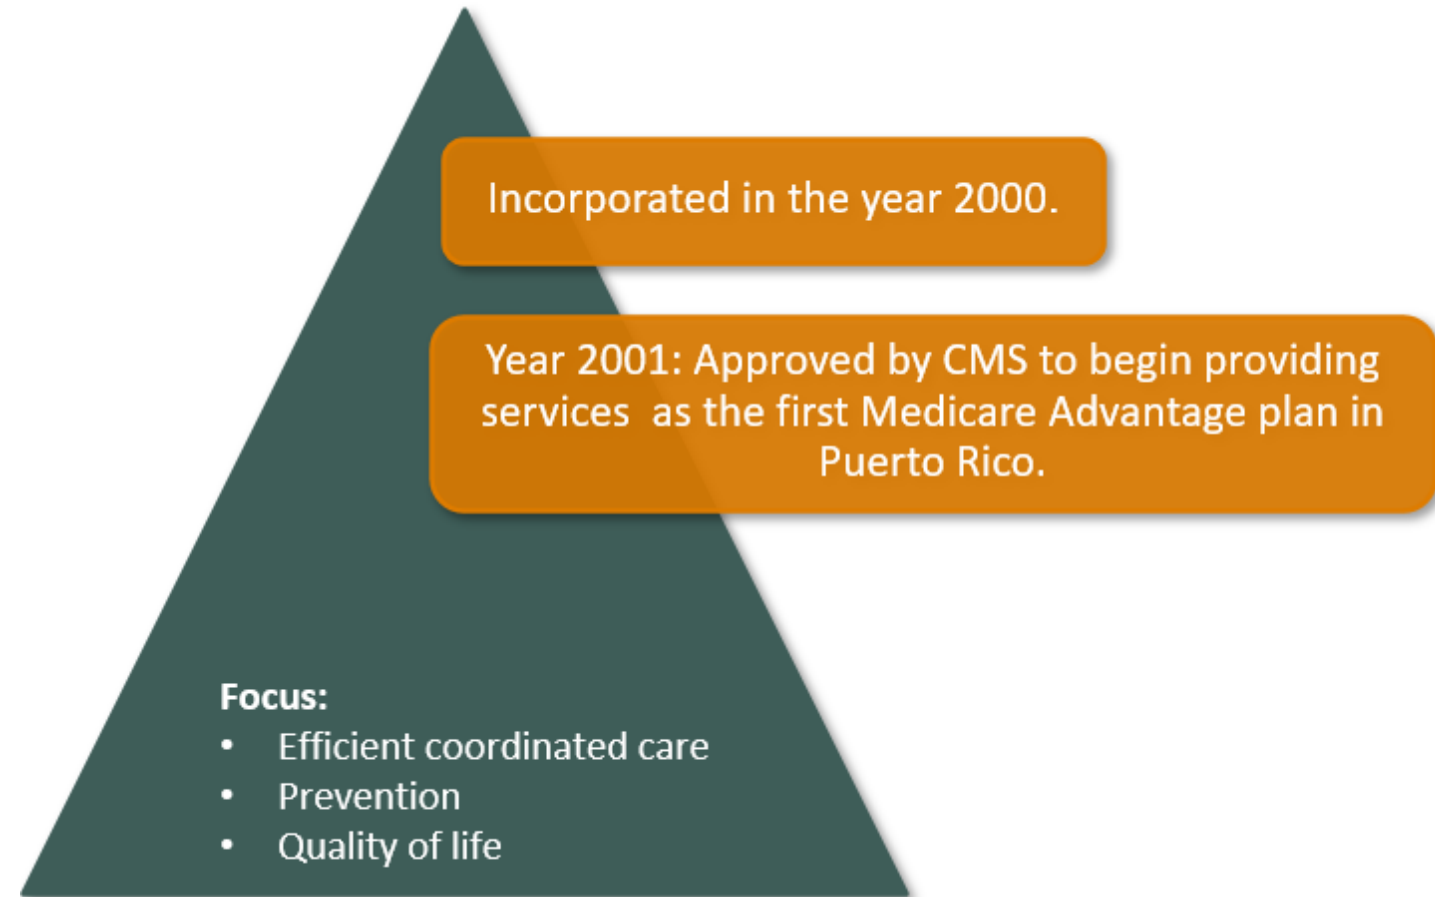 Incorporated in the year 2000.
Year 2001: Approved by CMS to begin providing
services  as the first Medicare Advantage plan in
Puerto Rico.
Focus:
• Efficient coordinated care
• Prevention
• Quality of life